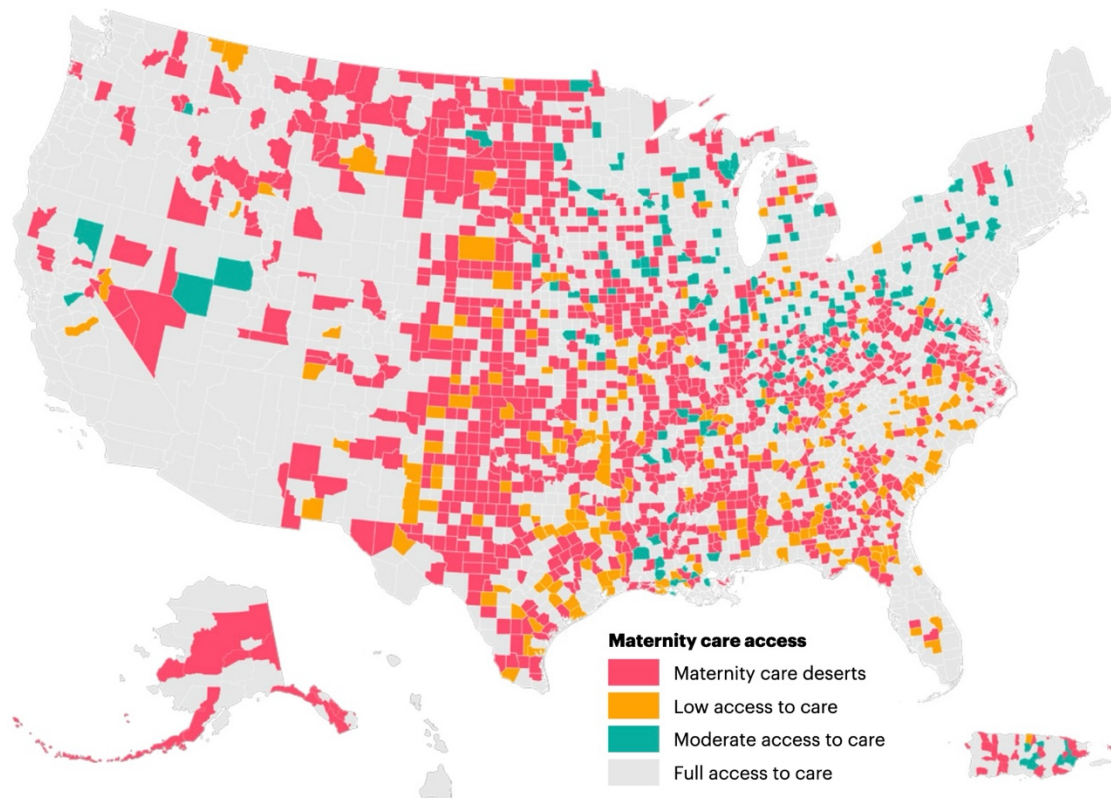 Maternity care access
Maternity care deserts
Low access to care
Moderate access to care
Full access to care